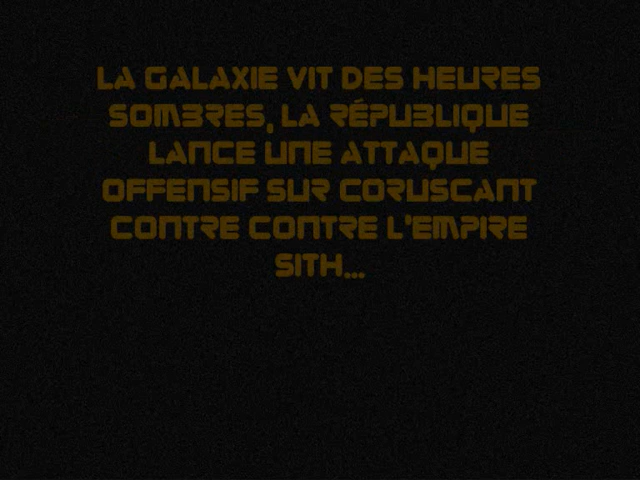 LA GALAXIE VIT DES HEURES
SOMBRES, LA RÉPUBLIQUE
LANCE UNE ATTAQUE
OFFENSIF SUR CORUSCANT
CONTRE CONTRE L'EMPIRE
SITH...